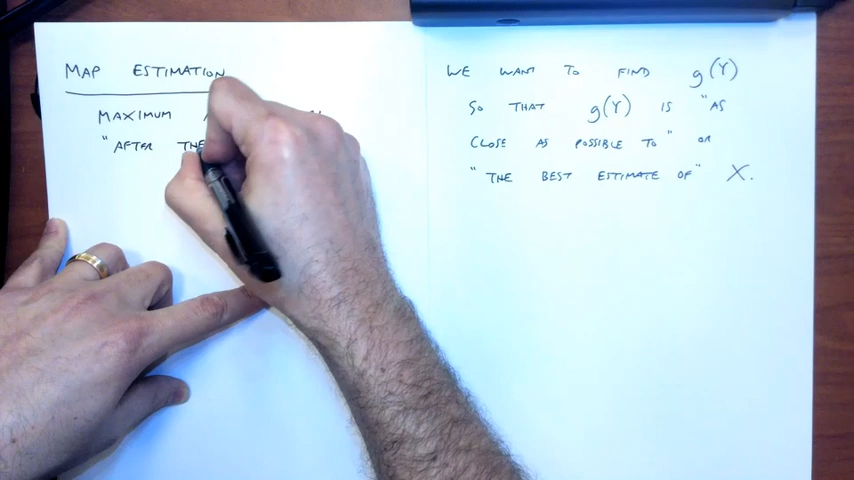 MAP ESTIMATION
MAXIMUM
"AFTER THE
WE WANT TO FIND g(Y)
SO THAT g(Y) IS "AS
CLOSE AS POSSIBLE TO" OR
"THE BEST ESTIMATE OF" X.